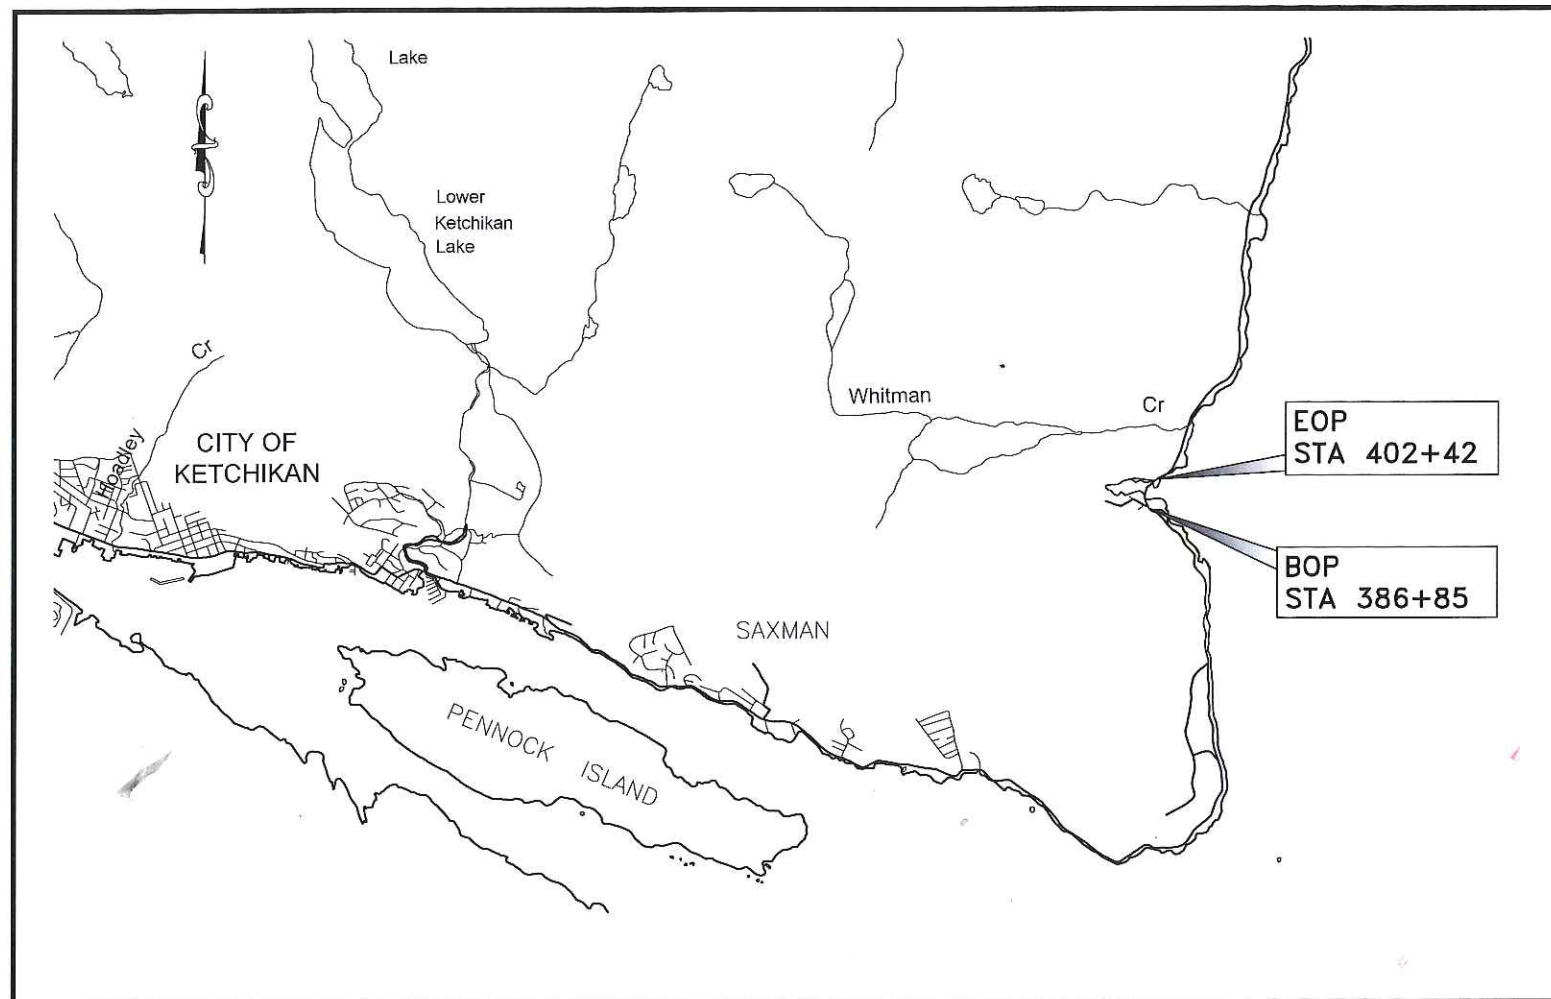 Lake
Lower
Ketchikan
Lake
Cr
Hoadley
CITY OF
KETCHIKAN
Whitman
Cr
EOP
STA 402+42
BOP
STA 386+85
SAXMAN
PENNOCK ISLAND